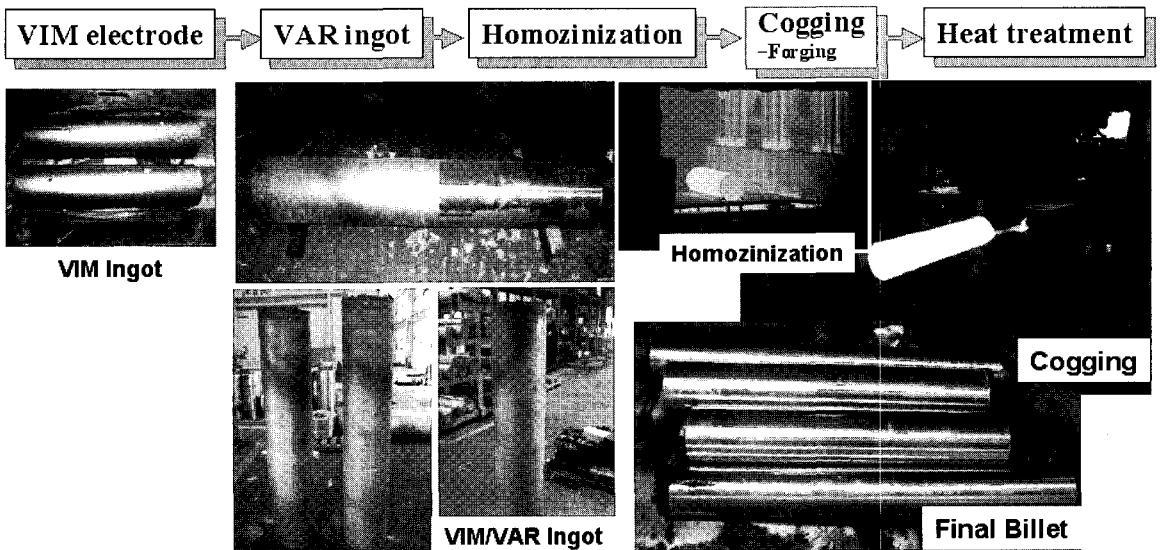 VIM electrode
VAR ingot
Homozinization
Cogging
-Forging
Heat treatment
VIM Ingot
Homozinization
Cogging
VIM/VAR Ingot
Final Billet